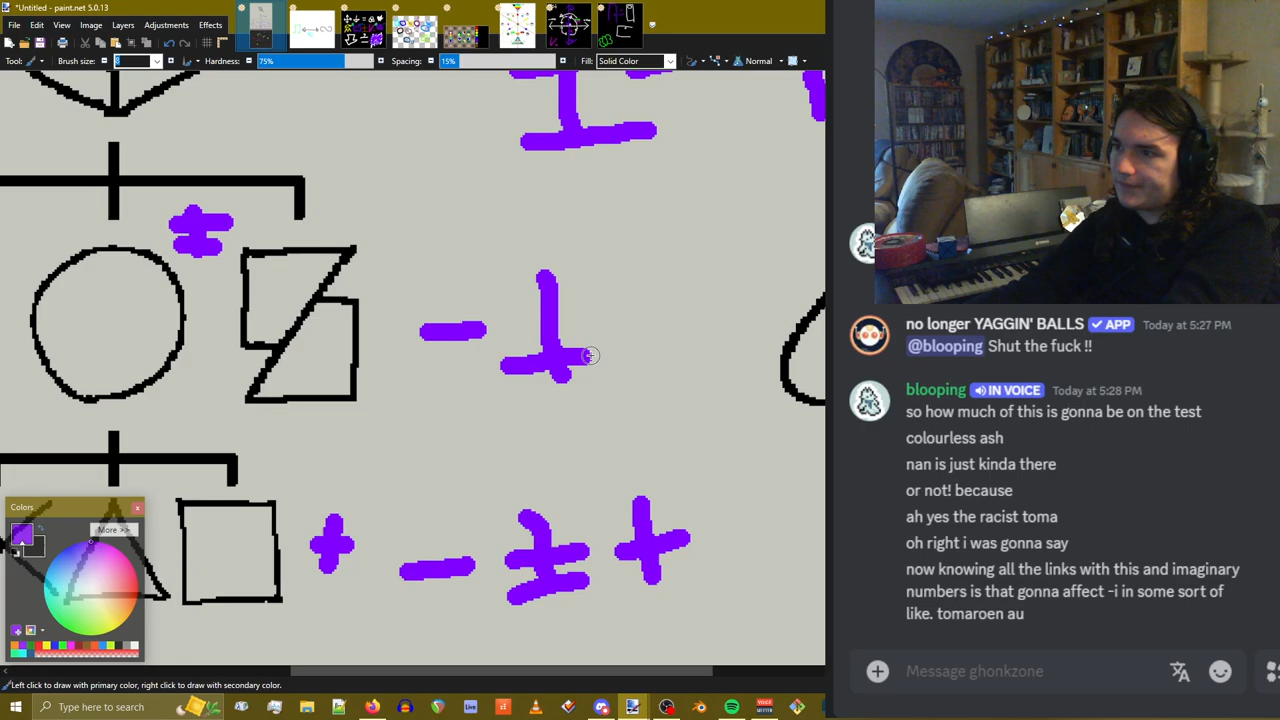 *Untitled - paint.net 5.0.13
File Edit View Image Layers Adjustments Effects
Tool: Brush size: Hardness: 75% Spacing: 15% Fill: Solid Color Normal
±
-
+ - ± +
Colors
More >>
Left click to draw with primary color, right click to draw with secondary color.
Type here to search
no longer YAGGIN' BALLS APP Today at 5:27 PM
@blooping Shut the fuck !!
blooping IN VOICE Today at 5:28 PM
so how much of this is gonna be on the test
colourless ash
nan is just kinda there
or not! because
ah yes the racist toma
oh right i was gonna say
now knowing all the links with this and imaginary
numbers is that gonna affect -i in some sort of
like. tomaroen au
Message ghonkzone